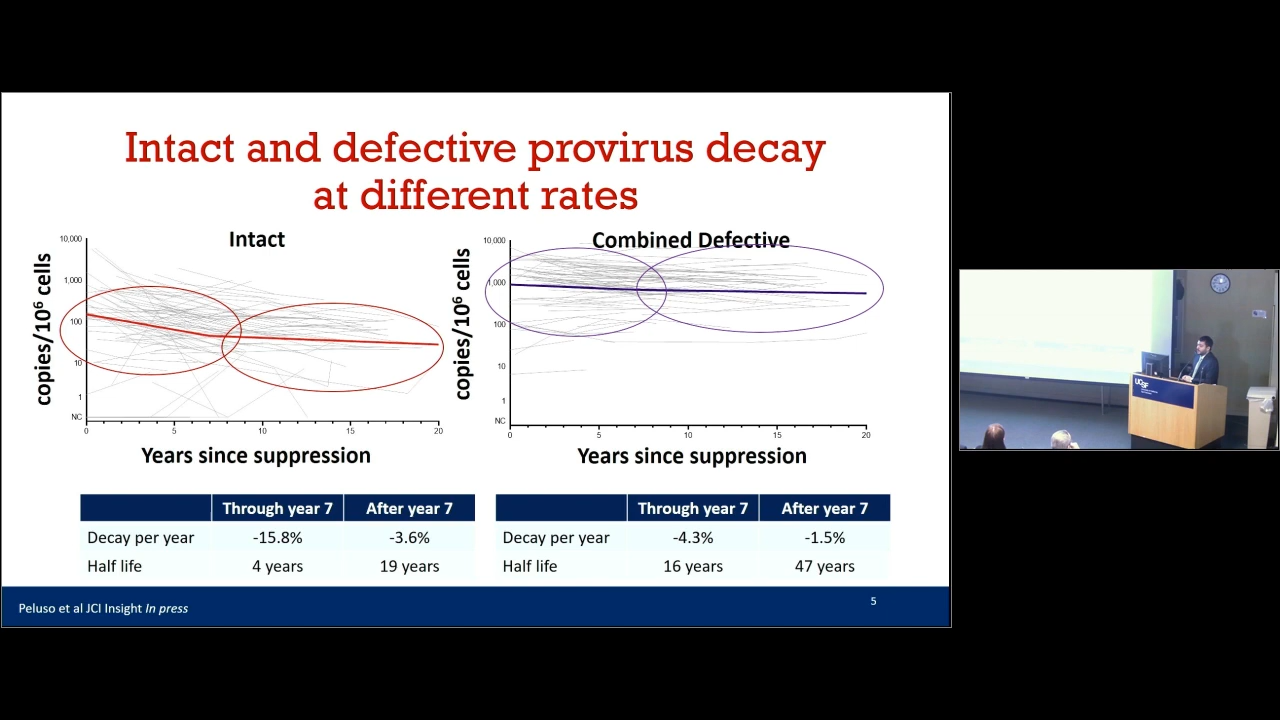 Intact and defective provirus decay
at different rates
Intact
copies/10⁶ cells
10,000
1,000
100
10
1
NC
0
5
10
15
20
Years since suppression
Combined Defective
copies/10⁶ cells
10,000
1,000
100
10
1
NC
0
5
10
15
20
Years since suppression
Through year 7 After year 7
Decay per year -15.8% -3.6%
Half life 4 years 19 years
Through year 7 After year 7
Decay per year -4.3% -1.5%
Half life 16 years 47 years
Peluso et al JCI Insight In press
5
UCSF